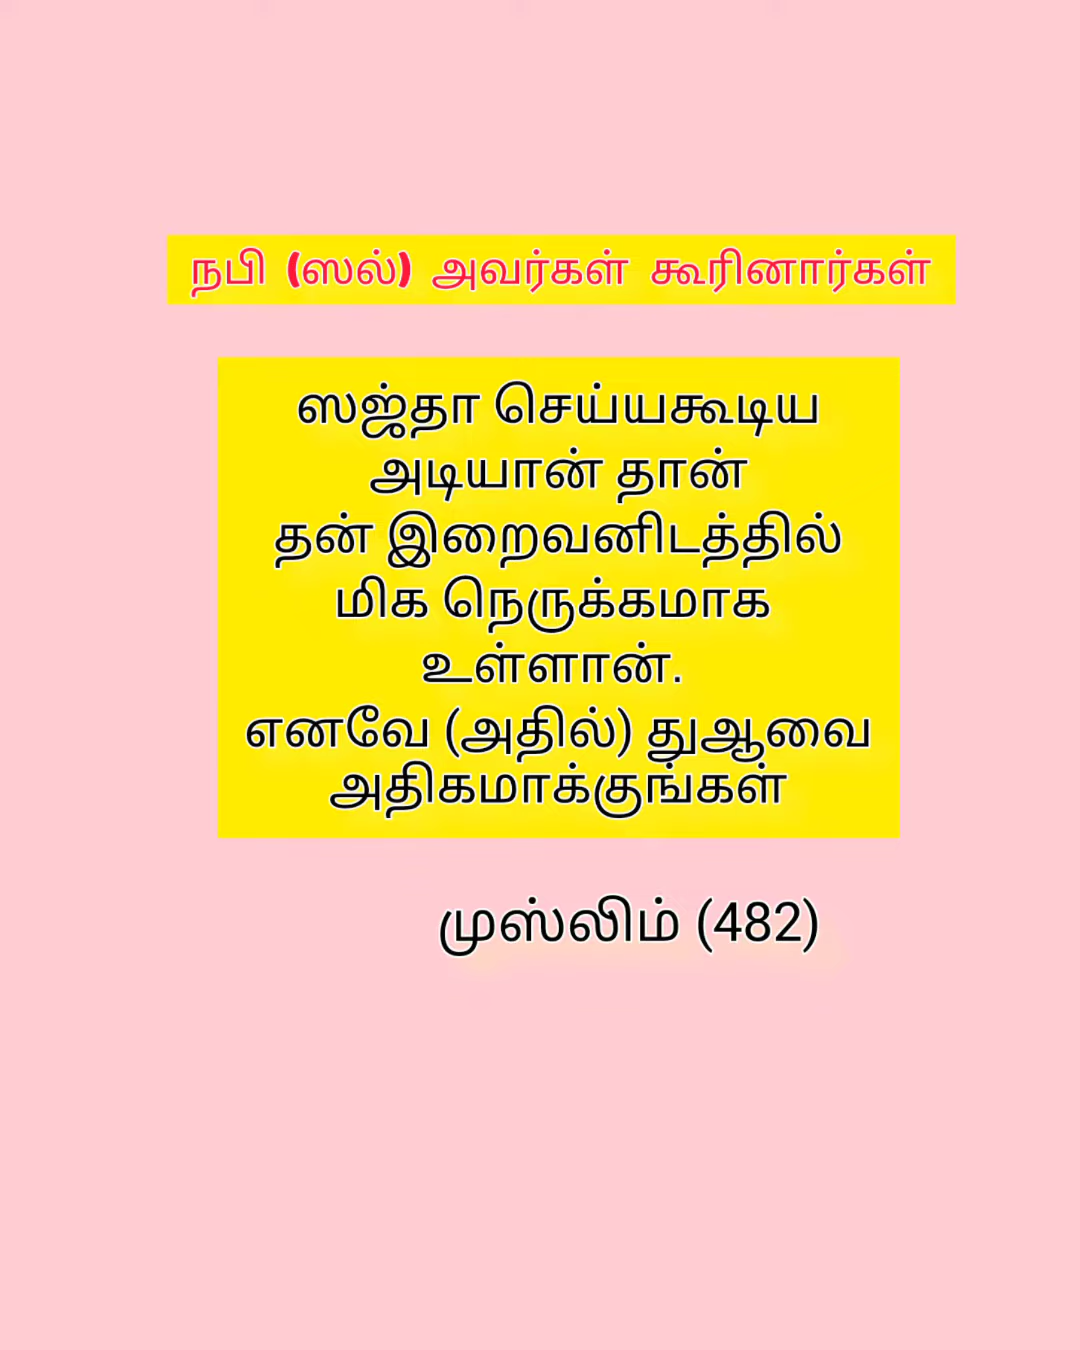 நபி (ஸல்) அவர்கள் கூரினார்கள்
ஸஜ்தா செய்யகூடிய
அடியான் தான்
தன் இறைவனிடத்தில்
மிக நெருக்கமாக
உள்ளான்.
எனவே (அதில்) துஆவை
அதிகமாக்குங்கள்
முஸ்லிம் (482)